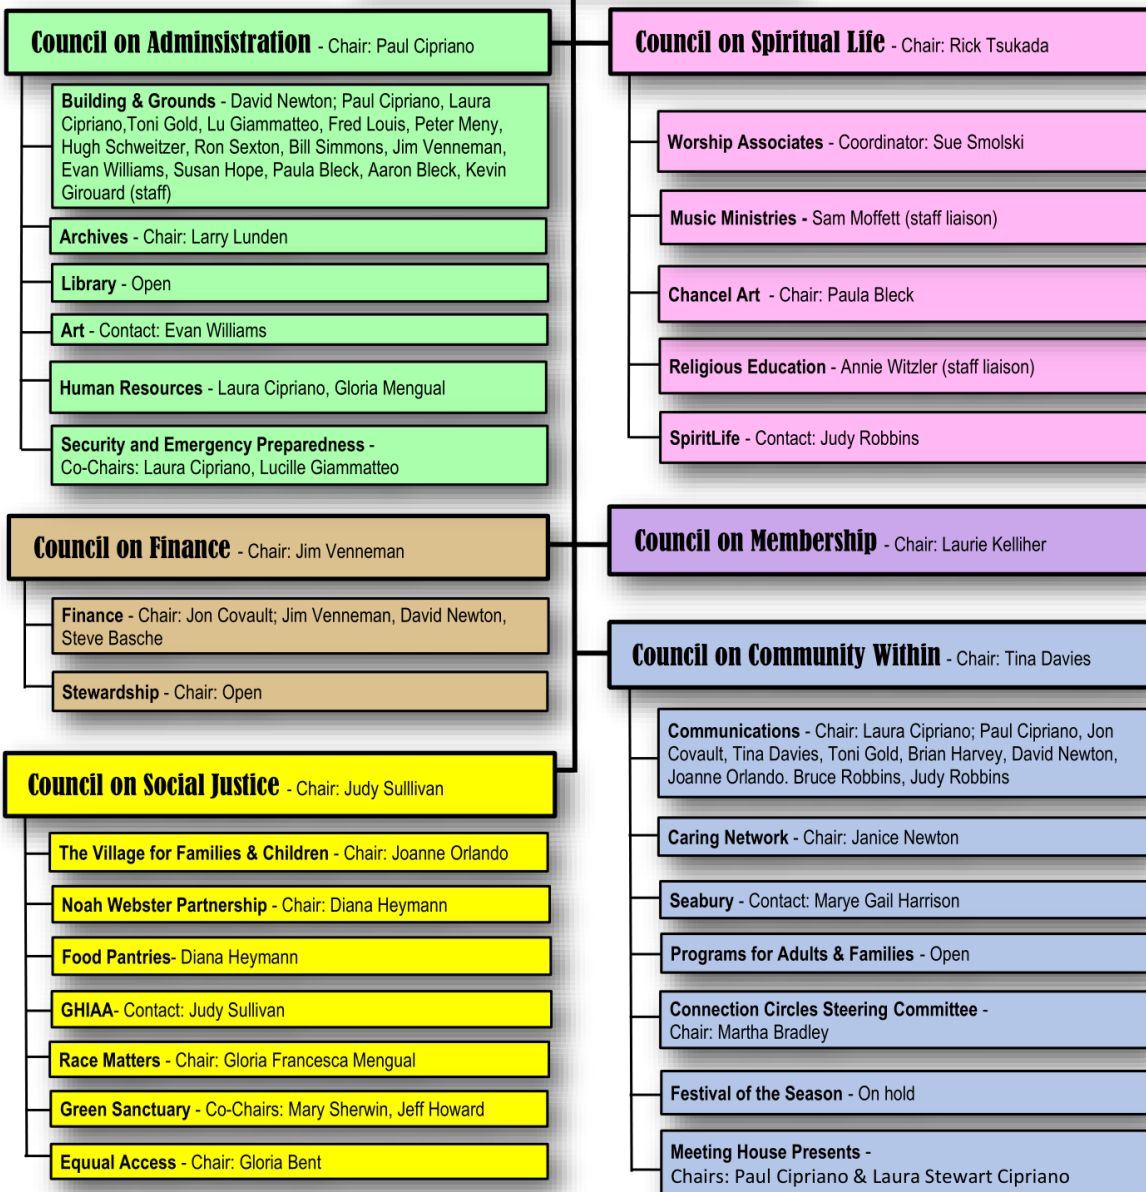 Council on Adminsistration - Chair: Paul Cipriano
Building & Grounds - David Newton; Paul Cipriano, Laura
Cipriano,Toni Gold, Lu Giammatteo, Fred Louis, Peter Meny,
Hugh Schweitzer, Ron Sexton, Bill Simmons, Jim Venneman,
Evan Williams, Susan Hope, Paula Bleck, Aaron Bleck, Kevin
Girouard (staff)
Archives - Chair: Larry Lunden
Library - Open
Art - Contact: Evan Williams
Human Resources - Laura Cipriano, Gloria Mengual
Security and Emergency Preparedness -
Co-Chairs: Laura Cipriano, Lucille Giammatteo
Council on Finance - Chair: Jim Venneman
Finance - Chair: Jon Covault; Jim Venneman, David Newton,
Steve Basche
Stewardship - Chair: Open
Council on Social Justice - Chair: Judy Sulllivan
The Village for Families & Children - Chair: Joanne Orlando
Noah Webster Partnership - Chair: Diana Heymann
Food Pantries- Diana Heymann
GHIAA- Contact: Judy Sullivan
Race Matters - Chair: Gloria Francesca Mengual
Green Sanctuary - Co-Chairs: Mary Sherwin, Jeff Howard
Equual Access - Chair: Gloria Bent
Council on Spiritual Life - Chair: Rick Tsukada
Worship Associates - Coordinator: Sue Smolski
Music Ministries - Sam Moffett (staff liaison)
Chancel Art - Chair: Paula Bleck
Religious Education - Annie Witzler (staff liaison)
SpiritLife - Contact: Judy Robbins
Council on Membership - Chair: Laurie Kelliher
Council on Community Within - Chair: Tina Davies
Communications - Chair: Laura Cipriano; Paul Cipriano, Jon
Covault, Tina Davies, Toni Gold, Brian Harvey, David Newton,
Joanne Orlando. Bruce Robbins, Judy Robbins
Caring Network - Chair: Janice Newton
Seabury - Contact: Marye Gail Harrison
Programs for Adults & Families - Open
Connection Circles Steering Committee -
Chair: Martha Bradley
Festival of the Season - On hold
Meeting House Presents -
Chairs: Paul Cipriano & Laura Stewart Cipriano